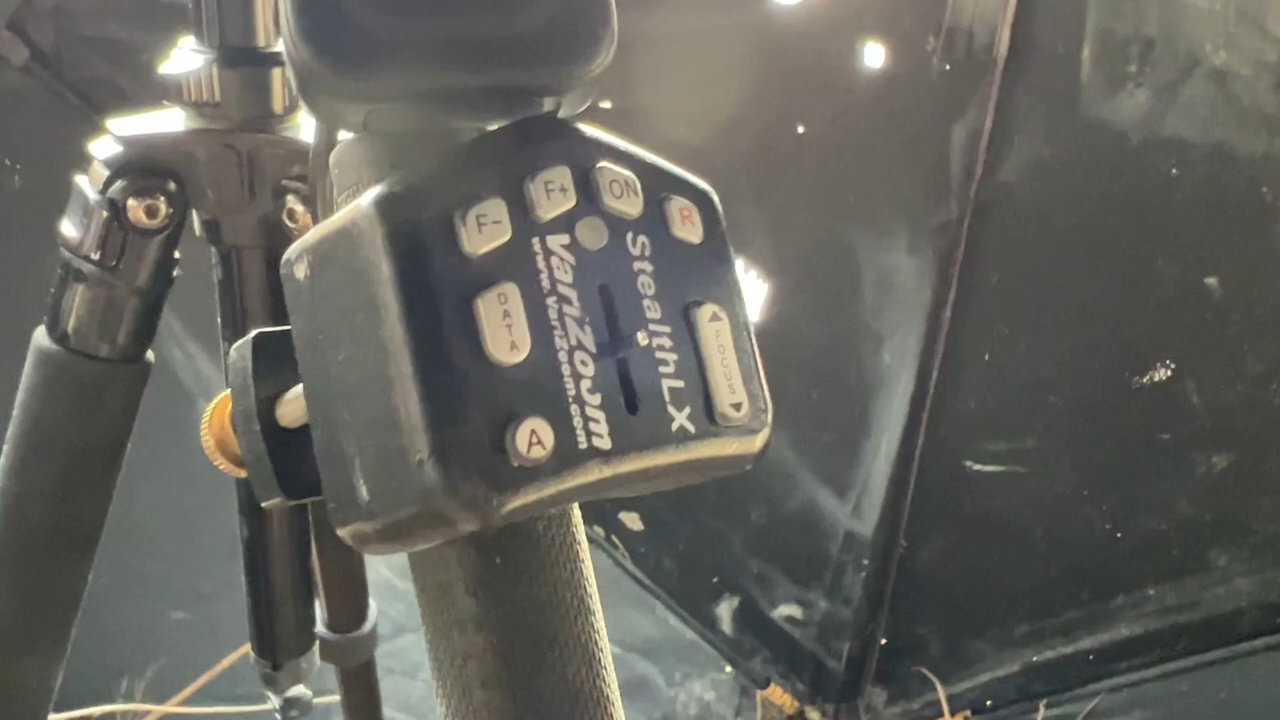 F-
F+
ON
R
DATA
VariZoom
www.VariZoom.com
StealthLX
FOCUS
A